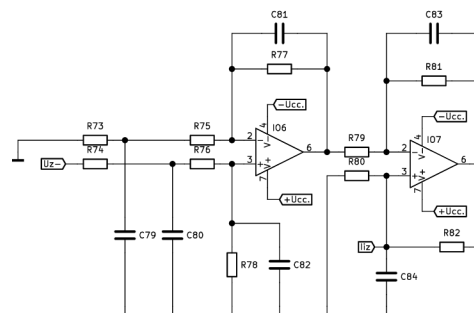 C81
C83
R77
R81
-Ucc.
-Ucc.
4
4
R73
R75
IO6
R79
IO7
2
V-
6
2
V-
6
R74
R76
R80
Uz-
3
V+
3
V+
7
7
+Ucc.
+Ucc.
C79
C80
Iiz
R82
R78
C82
C84